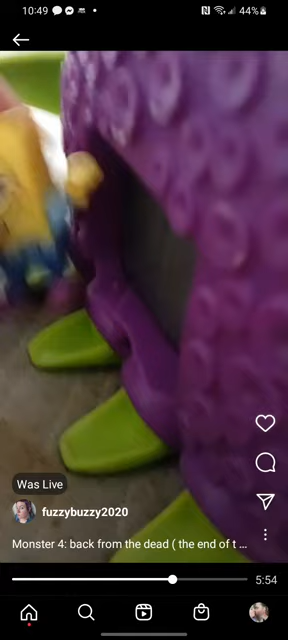 10:49
44%
Was Live
fuzzybuzzy2020
Monster 4: back from the dead ( the end of t ...
5:54